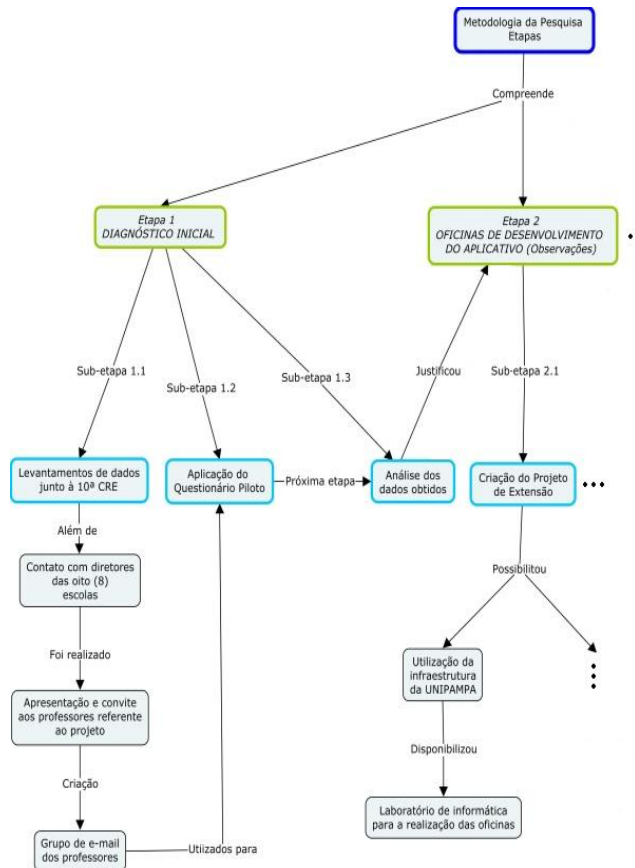 Metodologia da Pesquisa
Etapas
Compreende
Etapa 1
DIAGNÓSTICO INICIAL
Etapa 2
OFICINAS DE DESENVOLVIMENTO
DO APLICATIVO (Observações)
Sub-etapa 1.1
Sub-etapa 1.2
Sub-etapa 1.3
Justificou
Sub-etapa 2.1
Levantamentos de dados
junto à 10ª CRE
Aplicação do
Questionário Piloto
Próxima etapa
Análise dos
dados obtidos
Criação do Projeto
de Extensão
Além de
Contato com diretores
das oito (8)
escolas
Possibilitou
Foi realizado
Utilização da
infraestrutura
da UNIPAMPA
Apresentação e convite
aos professores referente
ao projeto
Disponibilizou
Criação
Laboratório de informática
para a realização das oficinas
Grupo de e-mail
dos professores
Utiizados para